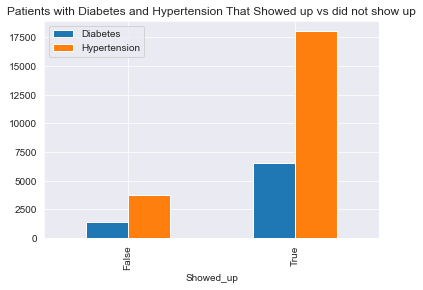 Patients with Diabetes and Hypertension That Showed up vs did not show up
Diabetes
Hypertension
17500
15000
12500
10000
7500
5000
2500
0
False
True
Showed_up